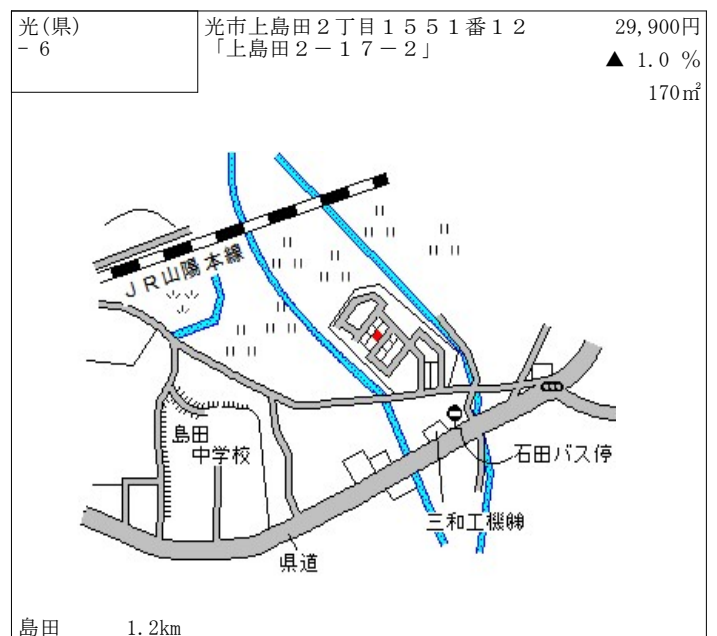 光(県)
- 6
光市上島田２丁目１５５１番１２
「上島田２－１７－２」
29,900円
▲ 1.0 %
170㎡
ＪＲ山陽本線
島田
中学校
石田バス停
三和工機㈱
県道
島田 1.2km